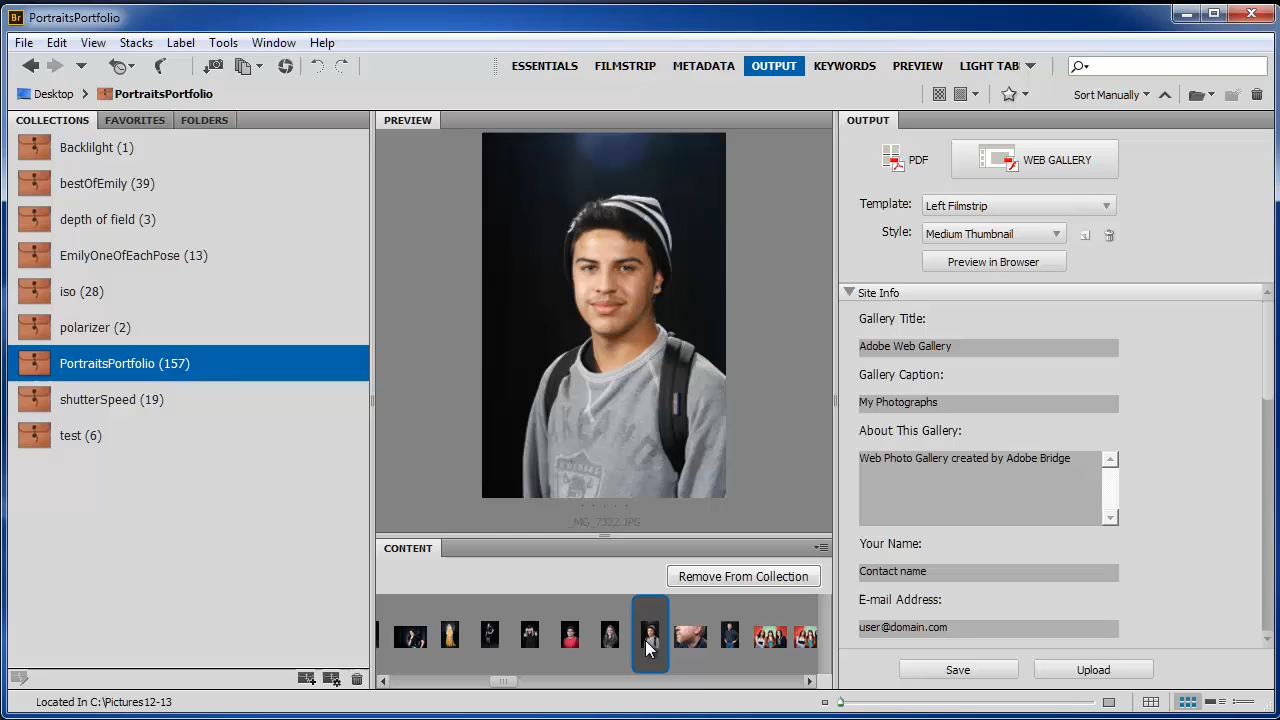 Br PortraitsPortfolio
File Edit View Stacks Label Tools Window Help
ESSENTIALS FILMSTRIP METADATA OUTPUT KEYWORDS PREVIEW LIGHT TAB
Desktop PortraitsPortfolio Sort Manually
COLLECTIONS FAVORITES FOLDERS PREVIEW OUTPUT
Backlilght (1)
bestOfEmily (39)
depth of field (3)
EmilyOneOfEachPose (13)
iso (28)
polarizer (2)
PortraitsPortfolio (157)
shutterSpeed (19)
test (6)
_MG_7322.JPG
CONTENT
Remove From Collection
PDF WEB GALLERY
Template: Left Filmstrip
Style: Medium Thumbnail
Preview in Browser
Site Info
Gallery Title:
Adobe Web Gallery
Gallery Caption:
My Photographs
About This Gallery:
Web Photo Gallery created by Adobe Bridge
Your Name:
Contact name
E-mail Address:
user@domain.com
Save Upload
Located In C:\Pictures12-13